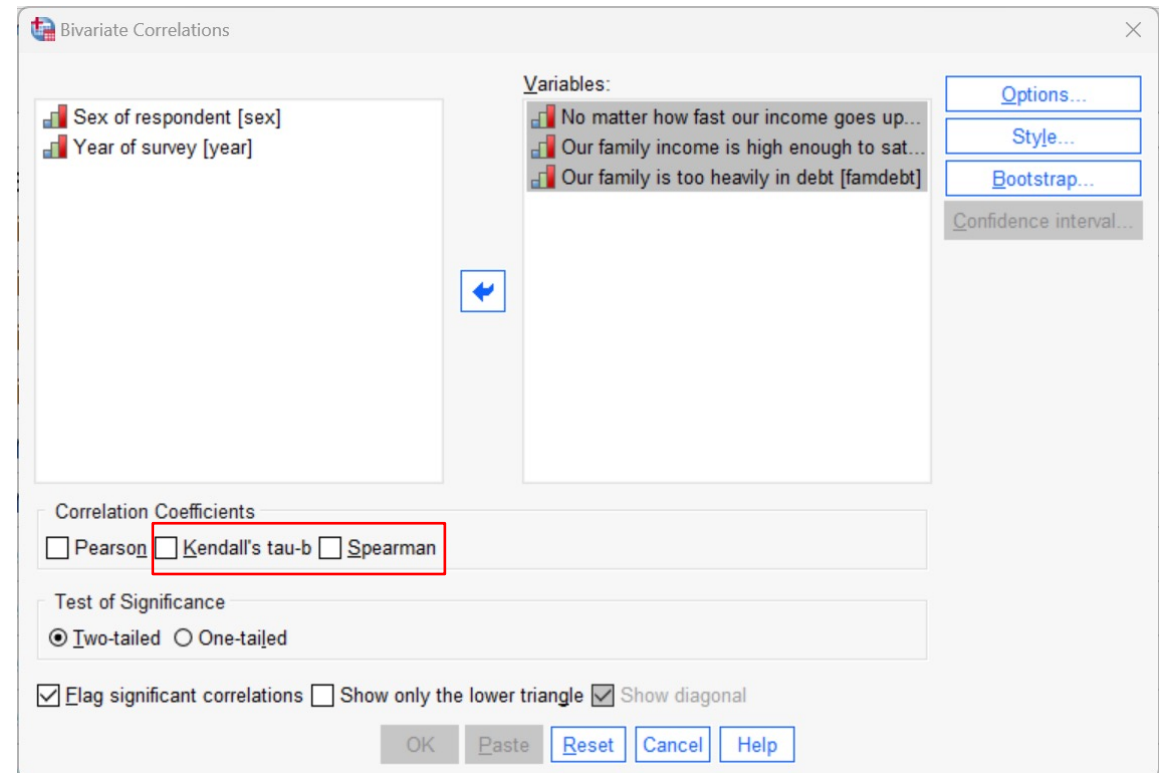 Bivariate Correlations
Variables:
Sex of respondent [sex]
Year of survey [year]
No matter how fast our income goes up...
Our family income is high enough to sat...
Our family is too heavily in debt [famdebt]
Options...
Style...
Bootstrap...
Confidence interval...
Correlation Coefficients
Pearson Kendall's tau-b Spearman
Test of Significance
Two-tailed One-tailed
Flag significant correlations Show only the lower triangle Show diagonal
OK Paste Reset Cancel Help